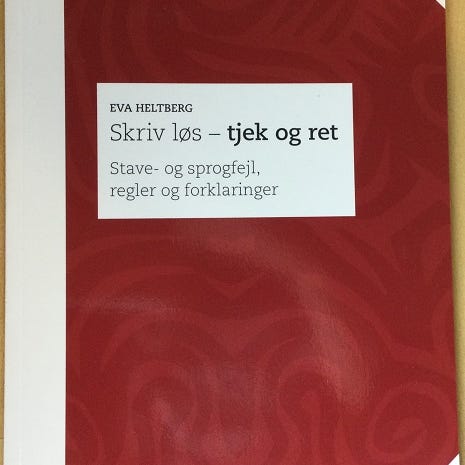 EVA HELTBERG
Skriv løs – tjek og ret
Stave- og sprogfejl,
regler og forklaringer